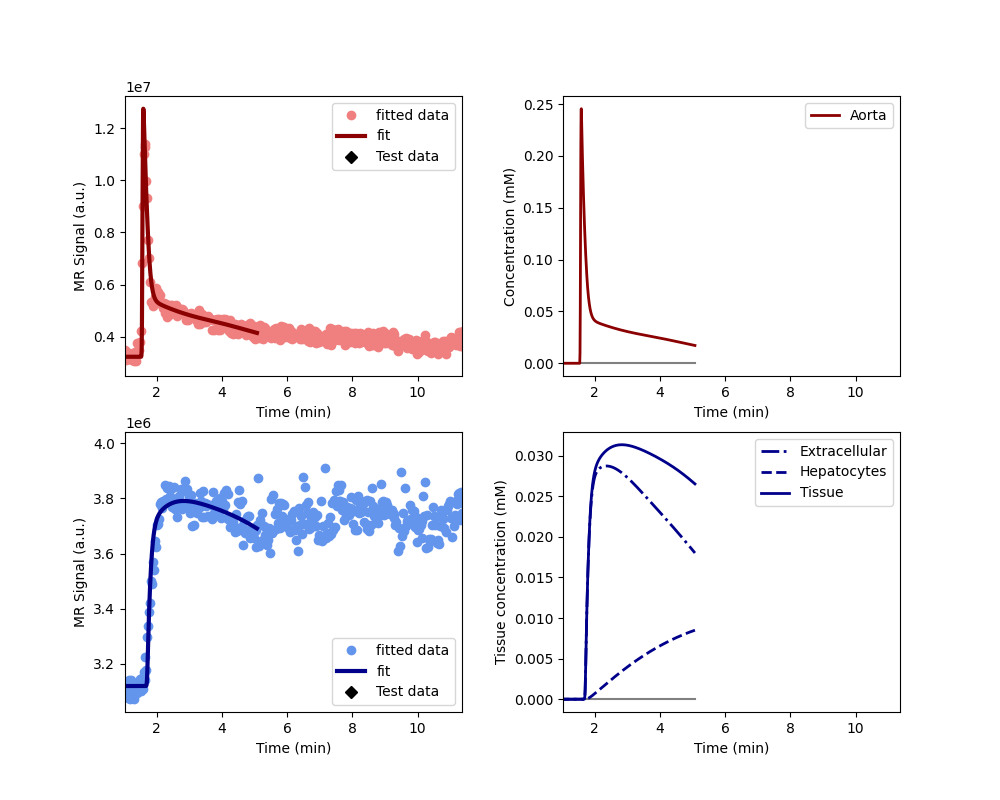 1e7
MR Signal (a.u.)
1.2
1.0
0.8
0.6
0.4
2 4 6 8 10
Time (min)
fitted data
fit
Test data
Concentration (mM)
0.25
0.20
0.15
0.10
0.05
0.00
2 4 6 8 10
Time (min)
Aorta
1e6
MR Signal (a.u.)
4.0
3.8
3.6
3.4
3.2
2 4 6 8 10
Time (min)
fitted data
fit
Test data
Tissue concentration (mM)
0.030
0.025
0.020
0.015
0.010
0.005
0.000
2 4 6 8 10
Time (min)
Extracellular
Hepatocytes
Tissue